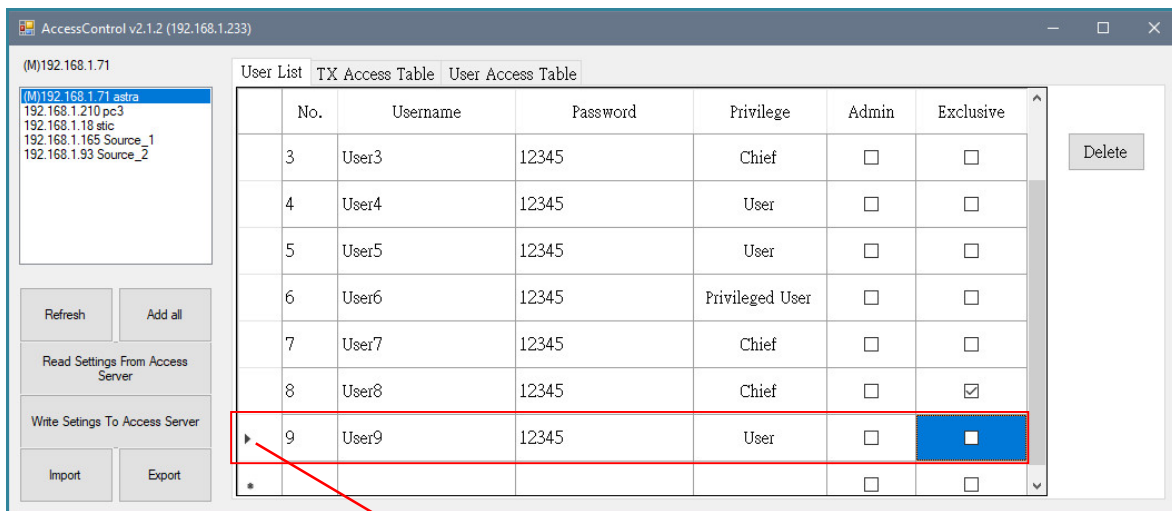 AccessControl v2.1.2 (192.168.1.233)
(M)192.168.1.71
(M)192.168.1.71 astra
192.168.1.210 pc3
192.168.1.18 stic
192.168.1.165 Source_1
192.168.1.93 Source_2
Refresh Add all
Read Settings From Access
Server
Write Setings To Access Server
Import Export
User List TX Access Table User Access Table
No. Username Password Privilege Admin Exclusive
3 User3 12345 Chief
4 User4 12345 User
5 User5 12345 User
6 User6 12345 Privileged User
7 User7 12345 Chief
8 User8 12345 Chief
9 User9 12345 User
Delete